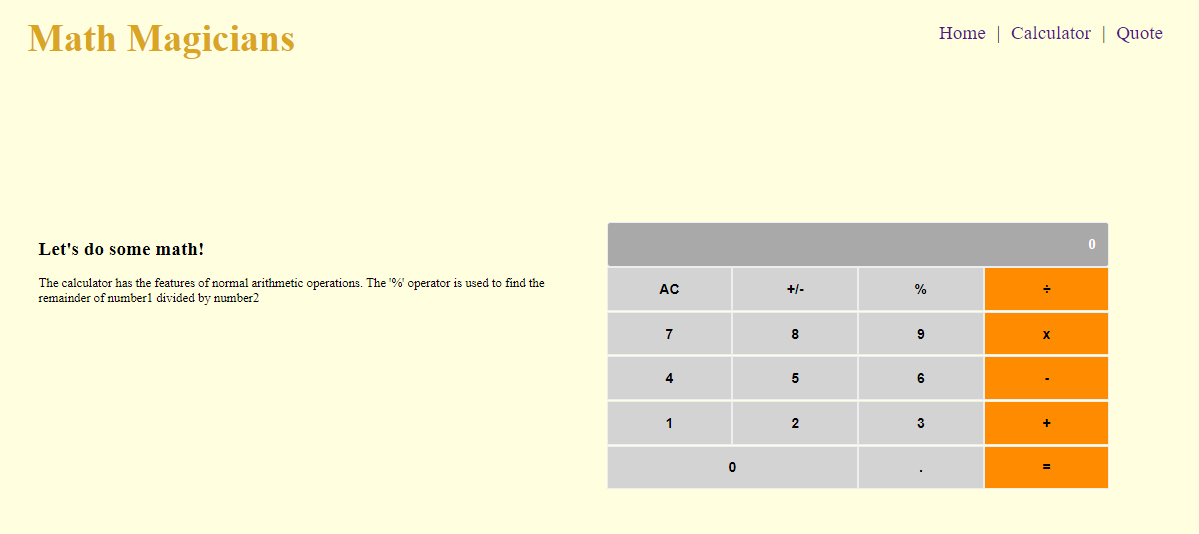 Math Magicians
Home | Calculator | Quote
Let's do some math!
The calculator has the features of normal arithmetic operations. The '%' operator is used to find the
remainder of number1 divided by number2
0
AC +/- % ÷
7 8 9 x
4 5 6 -
1 2 3 +
0 . =